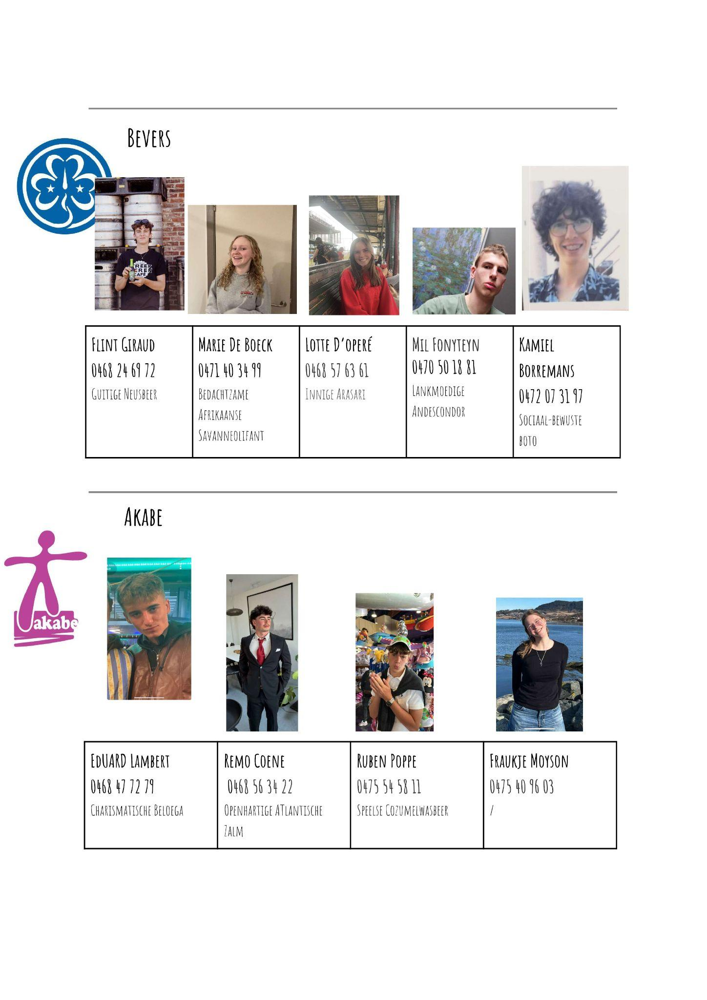 Bevers
Flint Giraud
0468 24 69 72
Guitige Neusbeer
Marie De Boeck
0471 40 34 99
Bedachtzame
Afrikaanse
Savanneolifant
Lotte D’operé
0468 57 63 61
Innige Arasari
Mil Fonyteyn
0470 50 18 81
Lankmoedige
Andescondor
Kamiel
Borremans
0472 07 31 97
Sociaal-bewuste
boto
Akabe
akabe
EdUARD Lambert
0468 47 72 79
Charismatische Beloega
Remo Coene
0468 56 34 22
Openhartige ATlantische
Zalm
Ruben Poppe
0475 54 58 11
Speelse Cozumelwasbeer
Fraukje Moyson
0475 40 96 03
/